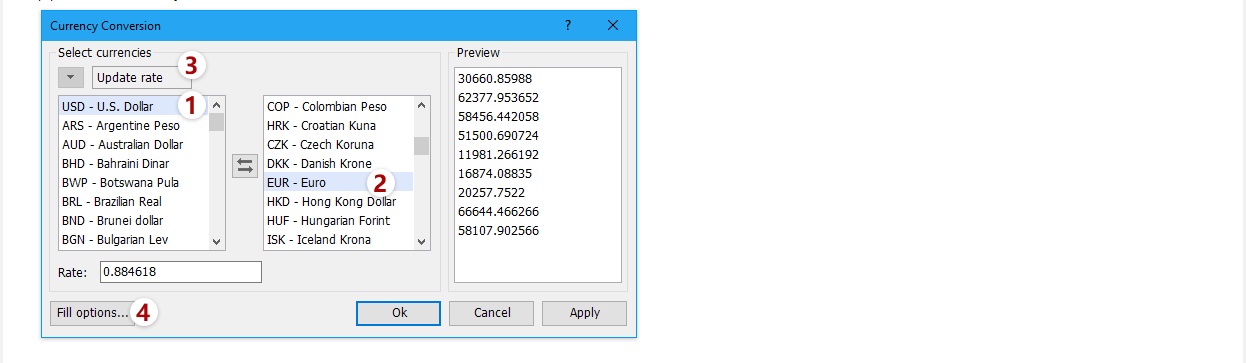 Currency Conversion ? ×
Select currencies
3
Update rate
1
USD - U.S. Dollar
ARS - Argentine Peso
AUD - Australian Dollar
BHD - Bahraini Dinar
BWP - Botswana Pula
BRL - Brazilian Real
BND - Brunei dollar
BGN - Bulgarian Lev
COP - Colombian Peso
HRK - Croatian Kuna
CZK - Czech Koruna
DKK - Danish Krone
EUR - Euro
2
HKD - Hong Kong Dollar
HUF - Hungarian Forint
ISK - Iceland Krona
Rate: 0.884618
Preview
30660.85988
62377.953652
58456.442058
51500.690724
11981.266192
16874.08835
20257.7522
66644.466266
58107.902566
Fill options... 4
Ok
Cancel
Apply